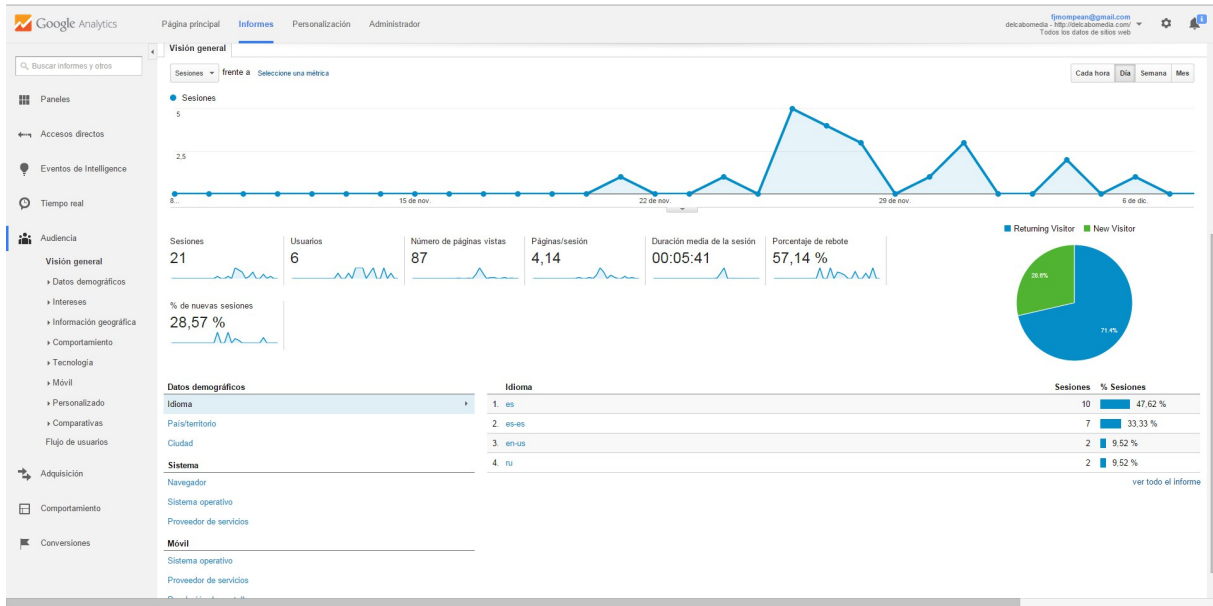 Google Analytics
Página principal Informes Personalización Administrador
fjmompean@gmail.com
delcabomedia - http://delcabomedia.com/
Todos los datos de sitios web
Buscar informes y otros
Paneles
Accesos directos
Eventos de Intelligence
Tiempo real
Audiencia
Visión general
Datos demográficos
Intereses
Información geográfica
Comportamiento
Tecnología
Móvil
Personalizado
Comparativas
Flujo de usuarios
Adquisición
Comportamiento
Conversiones
Visión general
Sesiones frente a Seleccione una métrica
Cada hora Día Semana Mes
Sesiones
5
2,5
8... 15 de nov. 22 de nov. 29 de nov. 6 de dic.
Sesiones
21
Usuarios
6
Número de páginas vistas
87
Páginas/sesión
4,14
Duración media de la sesión
00:05:41
Porcentaje de rebote
57,14 %
% de nuevas sesiones
28,57 %
Returning Visitor New Visitor
28.6%
71.4%
Datos demográficos
Idioma
País/territorio
Ciudad
Sistema
Navegador
Sistema operativo
Proveedor de servicios
Móvil
Sistema operativo
Proveedor de servicios
Idioma Sesiones % Sesiones
1. es 10 47,62 %
2. es-es 7 33,33 %
3. en-us 2 9,52 %
4. ru 2 9,52 %
ver todo el informe